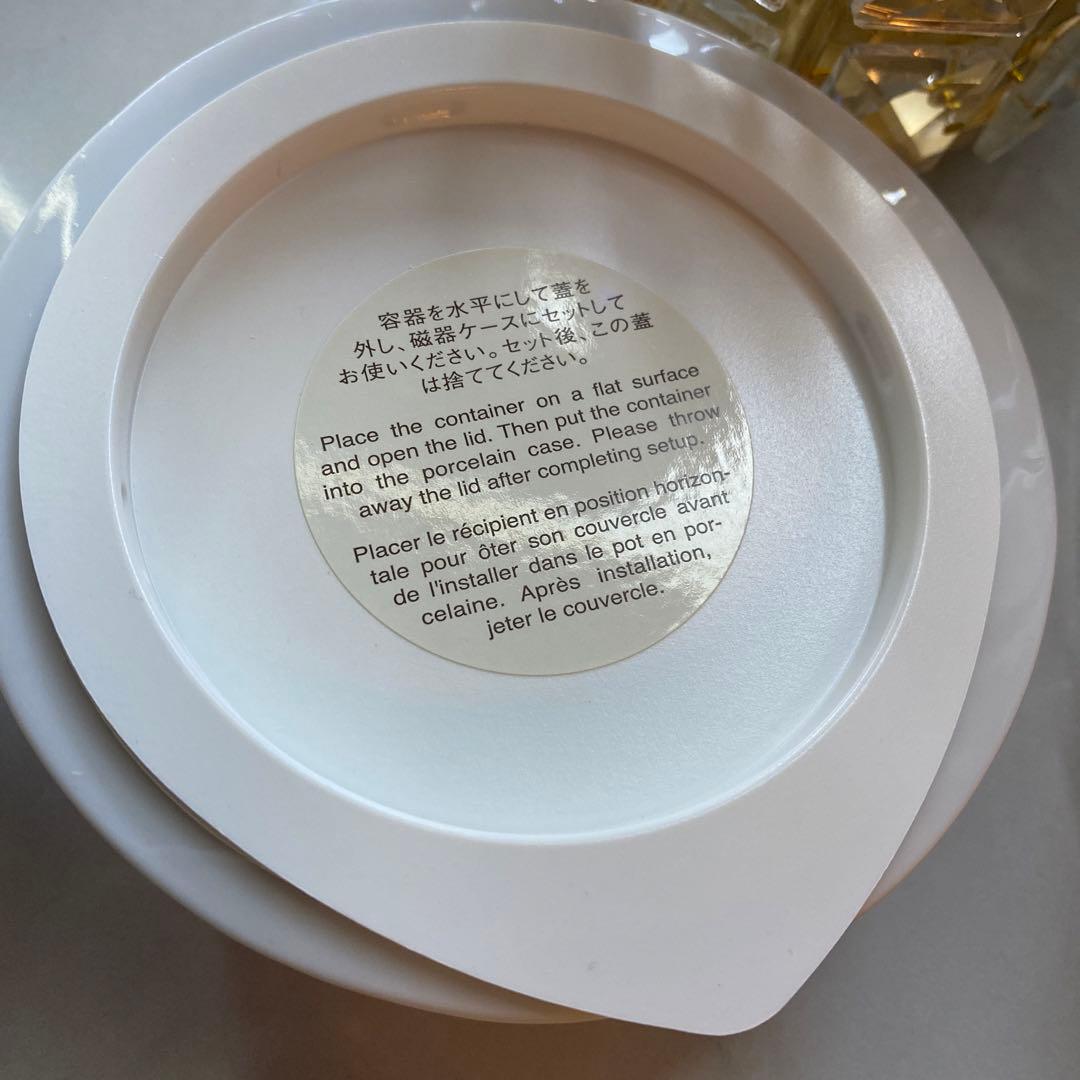 容器を水平にして蓋を
外し、磁器ケースにセットして
お使いください。セット後、この蓋
は捨ててください。
Place the container on a flat surface
and open the lid. Then put the container
into the porcelain case. Please throw
away the lid after completing setup.
Placer le récipient en position horizon-
tale pour ôter son couvercle avant
de l'installer dans le pot en por-
celaine. Après installation,
jeter le couvercle.